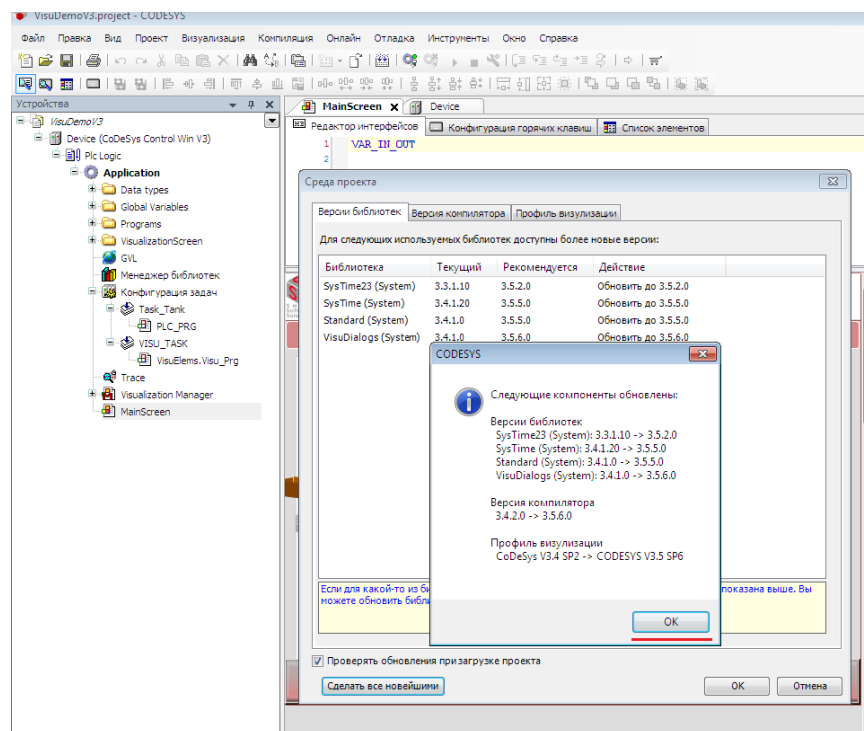 VisuDemoV3.project - CODESYS
Файл Правка Вид Проект Визуализация Компиляция Онлайн Отладка Инструменты Окно Справка
Устройства
VisuDemoV3
Device (CoDeSys Control Win V3)
Plc Logic
Application
Data types
Global Variables
Programs
VisualizationScreen
GVL
Менеджер библиотек
Конфигурация задач
Task_Tank
PLC_PRG
VISU_TASK
VisuElems.Visu_Prg
Trace
Visualization Manager
MainScreen
MainScreen Device
Редактор интерфейсов Конфигурация горячих клавиш Список элементов
1 VAR_IN_OUT
2
Среда проекта
Версии библиотек Версия компилятора Профиль визулизации
Для следующих используемых библиотек доступны более новые версии:
Библиотека Текущий Рекомендуется Действие
SysTime23 (System) 3.3.1.10 3.5.2.0 Обновить до 3.5.2.0
SysTime (System) 3.4.1.20 3.5.5.0 Обновить до 3.5.5.0
Standard (System) 3.4.1.0 3.5.5.0 Обновить до 3.5.5.0
VisuDialogs (System) 3.4.1.0 3.5.6.0 Обновить до 3.5.6.0
CODESYS
Следующие компоненты обновлены:
Версии библиотек
SysTime23 (System): 3.3.1.10 -> 3.5.2.0
SysTime (System): 3.4.1.20 -> 3.5.5.0
Standard (System): 3.4.1.0 -> 3.5.5.0
VisuDialogs (System): 3.4.1.0 -> 3.5.6.0
Версия компилятора
3.4.2.0 -> 3.5.6.0
Профиль визулизации
CoDeSys V3.4 SP2 -> CODESYS V3.5 SP6
OK
Если для какой-то из показана выше. Вы
можете обновить
Проверять обновления при загрузке проекта
Сделать все новейшими OK Отмена